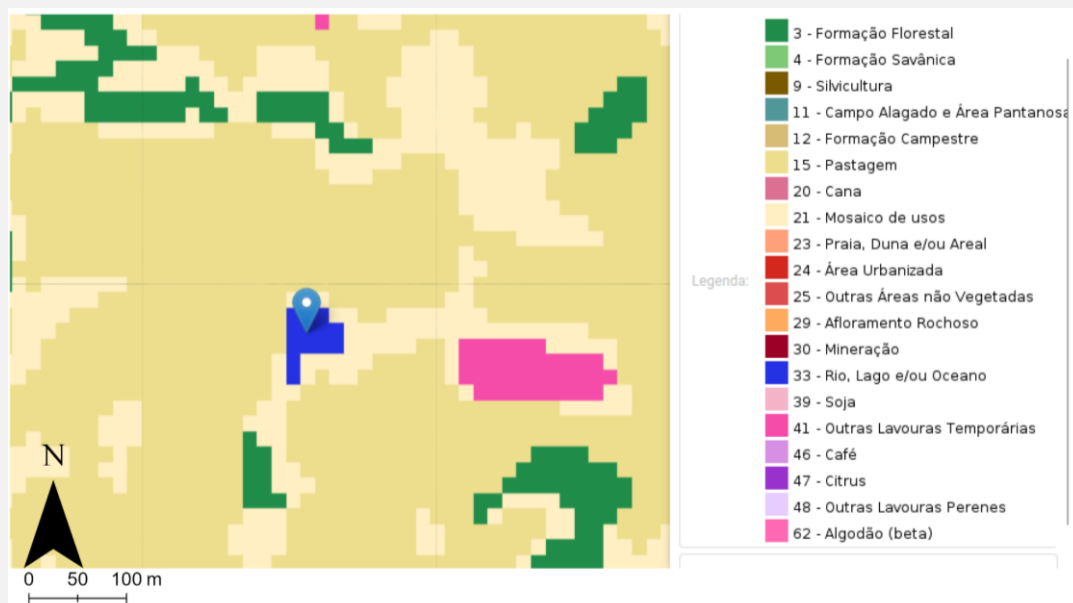 3 - Formação Florestal
4 - Formação Savânica
9 - Silvicultura
11 - Campo Alagado e Área Pantanosa
12 - Formação Campestre
15 - Pastagem
20 - Cana
21 - Mosaico de usos
23 - Praia, Duna e/ou Areal
24 - Área Urbanizada
Legenda:
25 - Outras Áreas não Vegetadas
29 - Afloramento Rochoso
30 - Mineração
33 - Rio, Lago e/ou Oceano
39 - Soja
41 - Outras Lavouras Temporárias
46 - Café
47 - Citrus
48 - Outras Lavouras Perenes
62 - Algodão (beta)
N
0 50 100 m